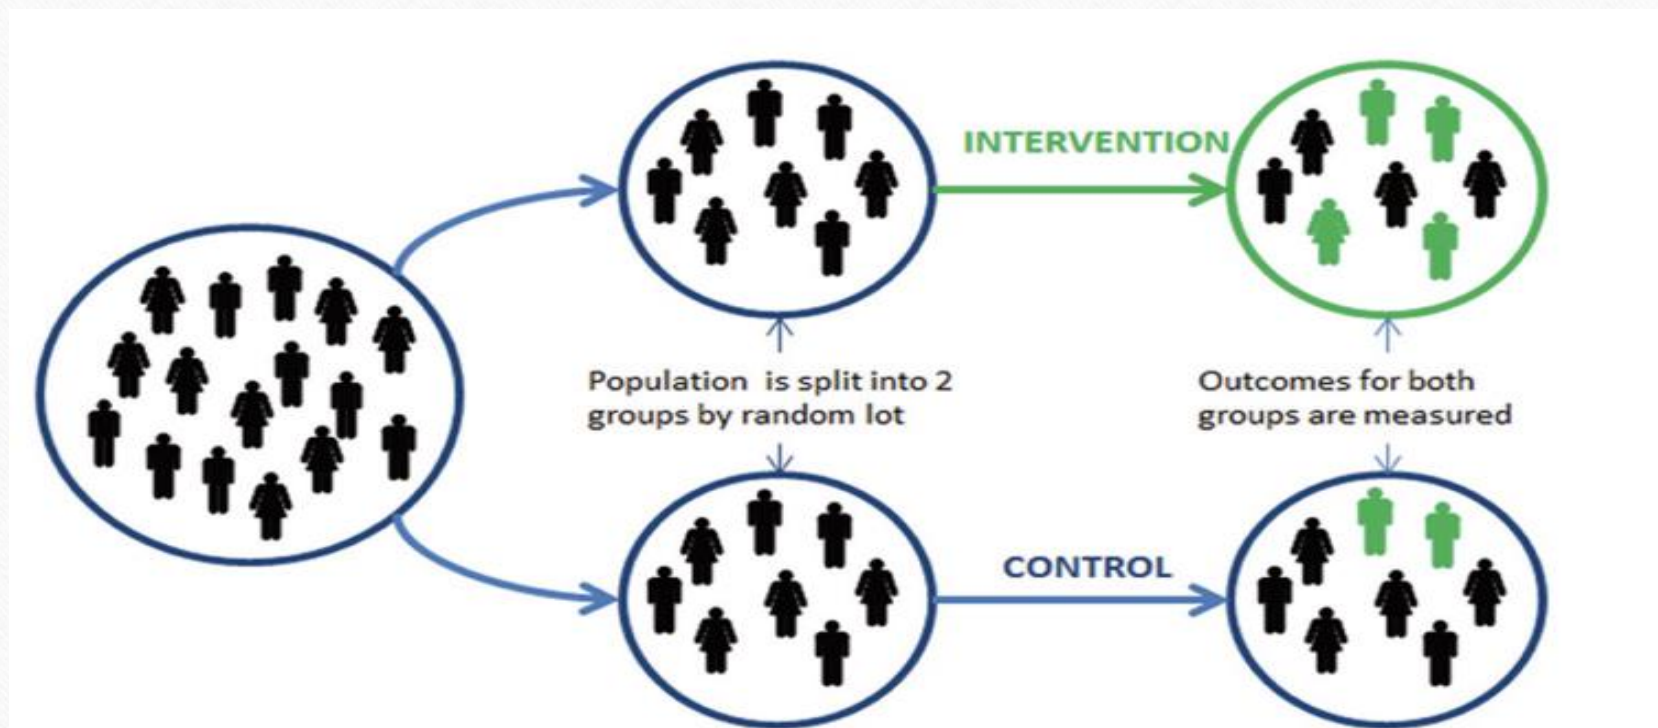 INTERVENTION
Population is split into 2
groups by random lot
Outcomes for both
groups are measured
CONTROL